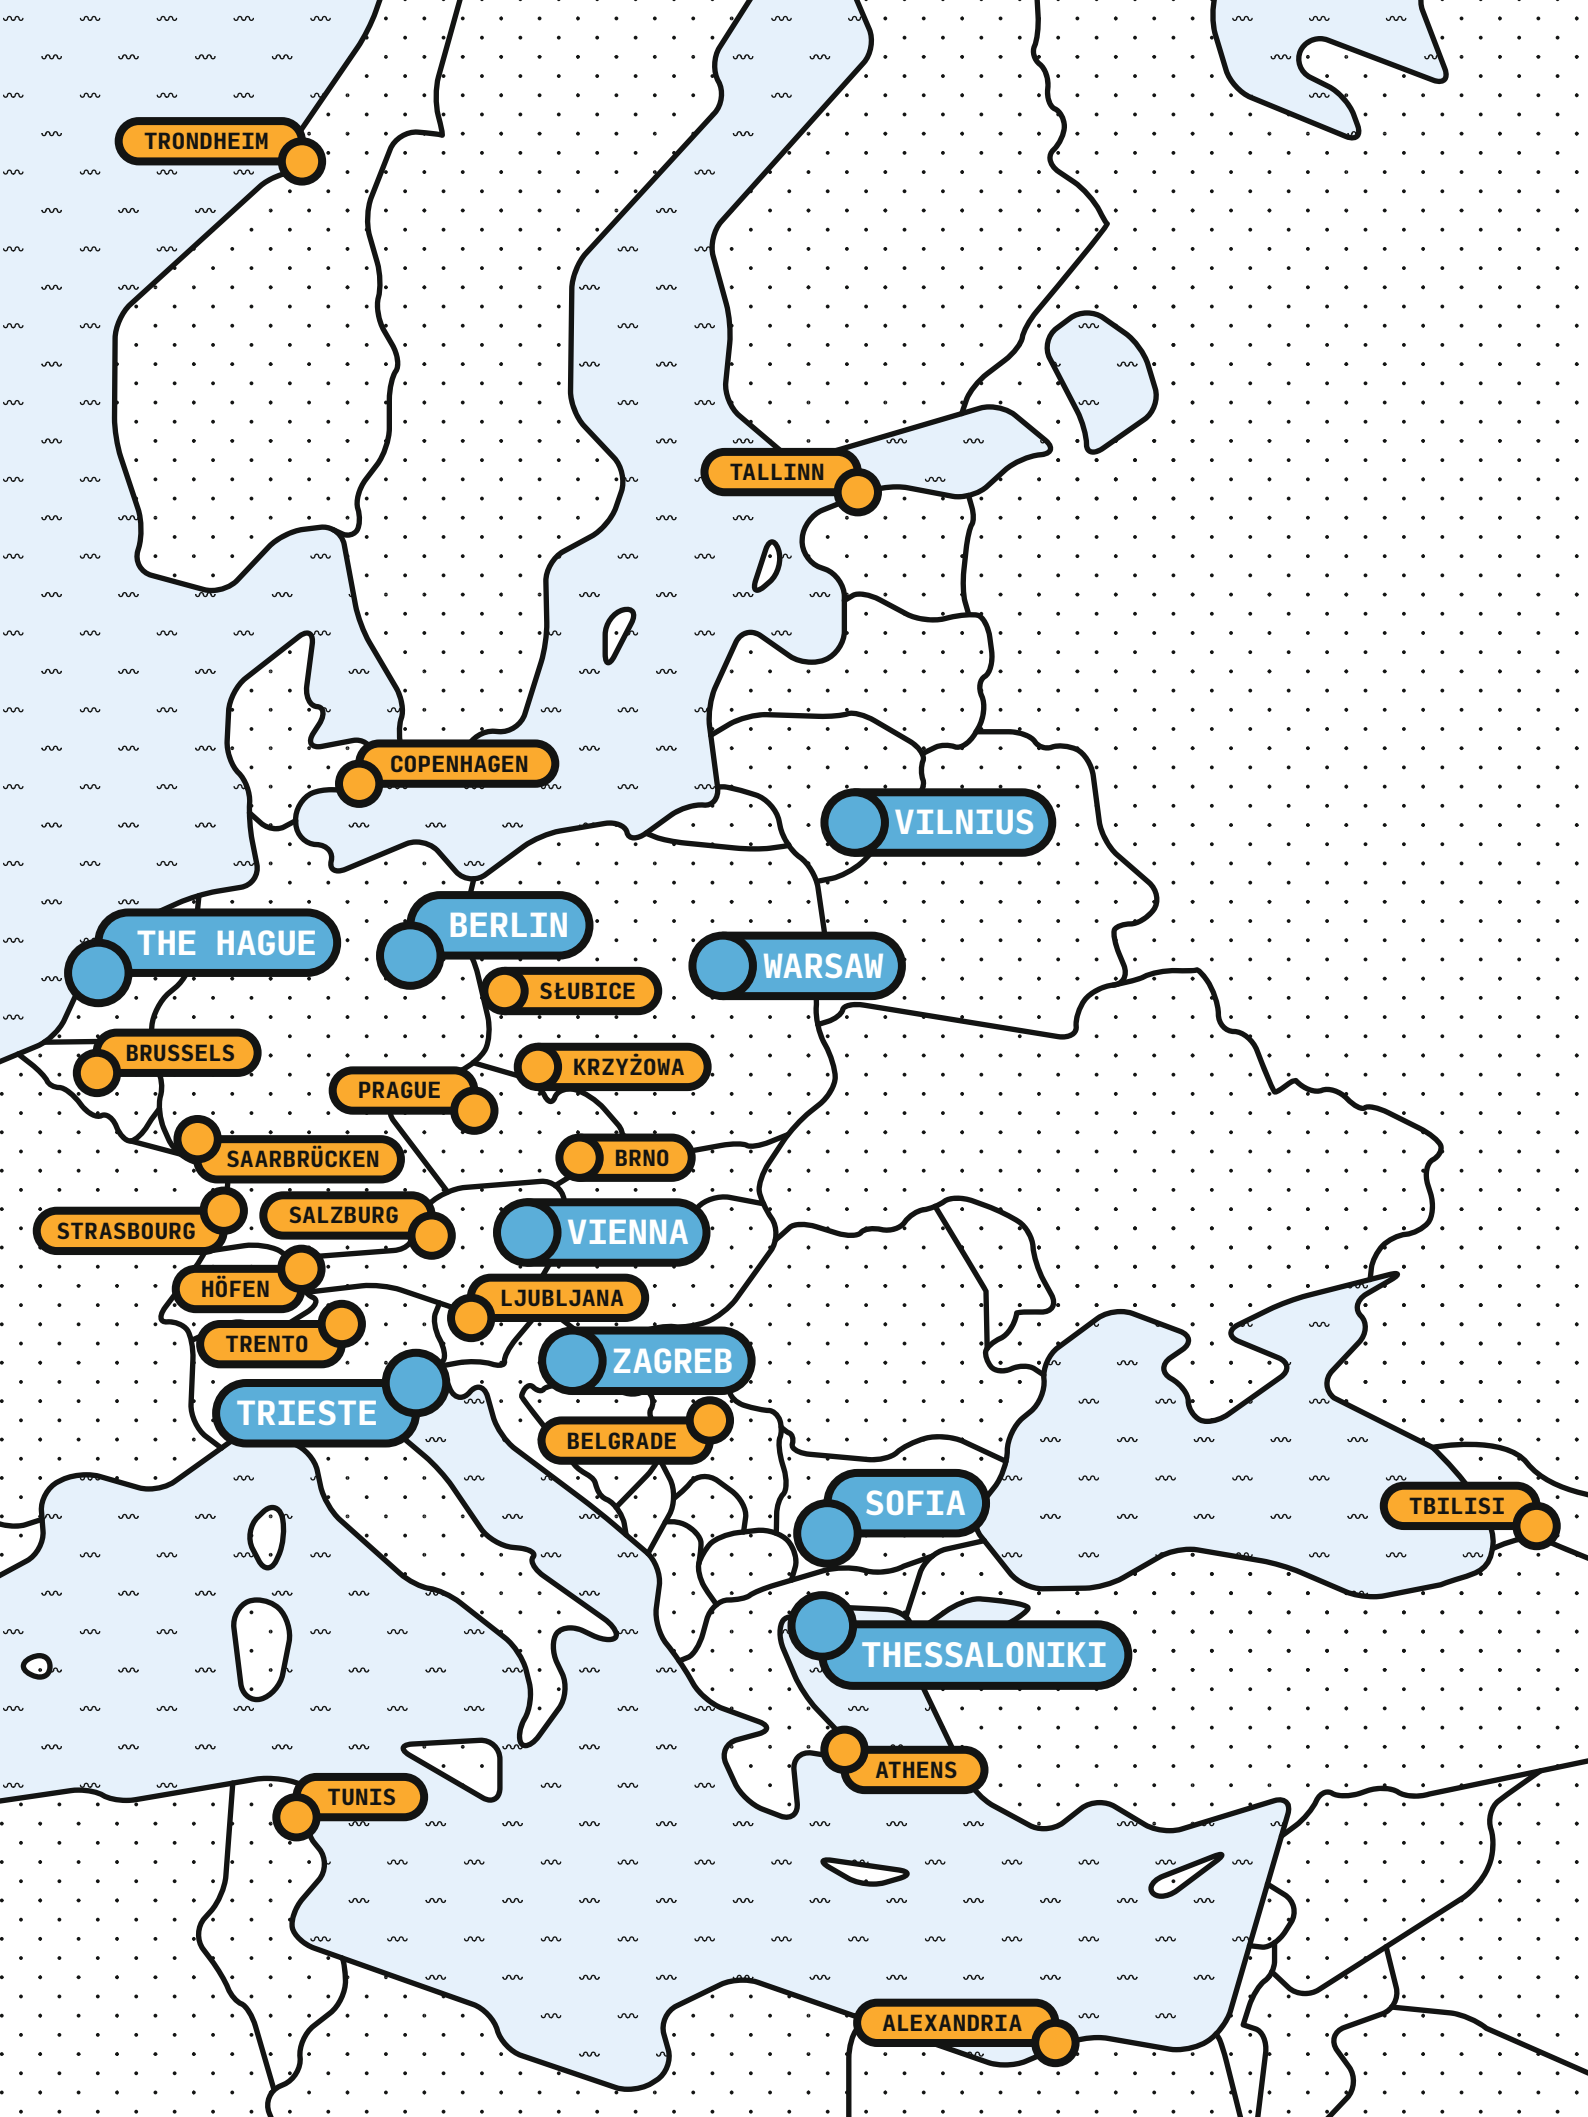 TRONDHEIM
TALLINN
COPENHAGEN
VILNIUS
THE HAGUE
BERLIN
WARSAW
SŁUBICE
BRUSSELS
KRZYŻOWA
PRAGUE
SAARBRÜCKEN
BRNO
STRASBOURG
SALZBURG
VIENNA
HÖFEN
LJUBLJANA
TRENTO
ZAGREB
TRIESTE
BELGRADE
SOFIA
TBILISI
THESSALONIKI
ATHENS
TUNIS
ALEXANDRIA